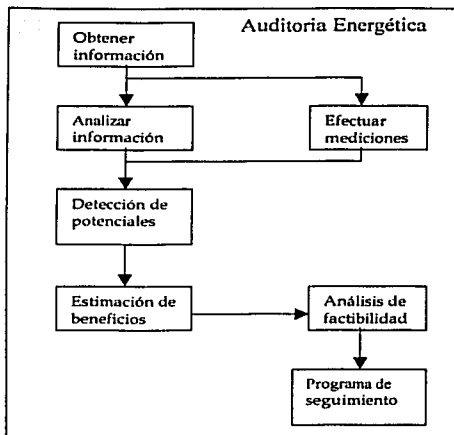 Auditoria Energética
Obtener
información
Analizar
información
Efectuar
mediciones
Detección de
potenciales
Estimación de
beneficios
Análisis de
factibilidad
Programa de
seguimiento